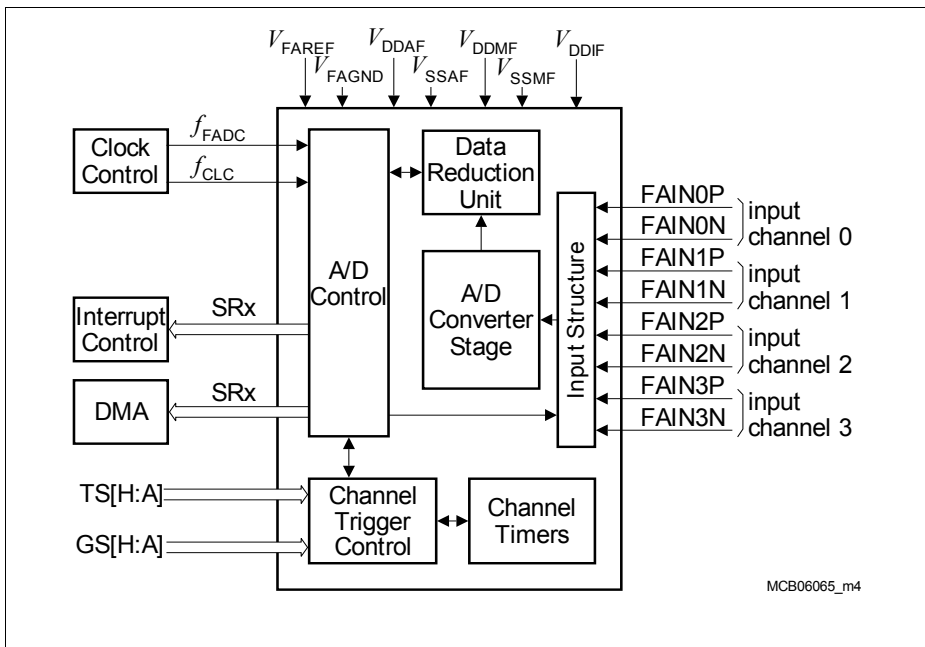 VFAREF VDDAF VDDMF VDDIF
VFAGND VSSAF VSSMF
Clock
Control
fFADC
fCLC
A/D
Control
Data
Reduction
Unit
A/D
Converter
Stage
Input Structure
FAIN0P
FAIN0N
input
channel 0
FAIN1P
FAIN1N
input
channel 1
FAIN2P
FAIN2N
input
channel 2
FAIN3P
FAIN3N
input
channel 3
Interrupt
Control
SRx
DMA
SRx
TS[H:A]
GS[H:A]
Channel
Trigger
Control
Channel
Timers
MCB06065_m4